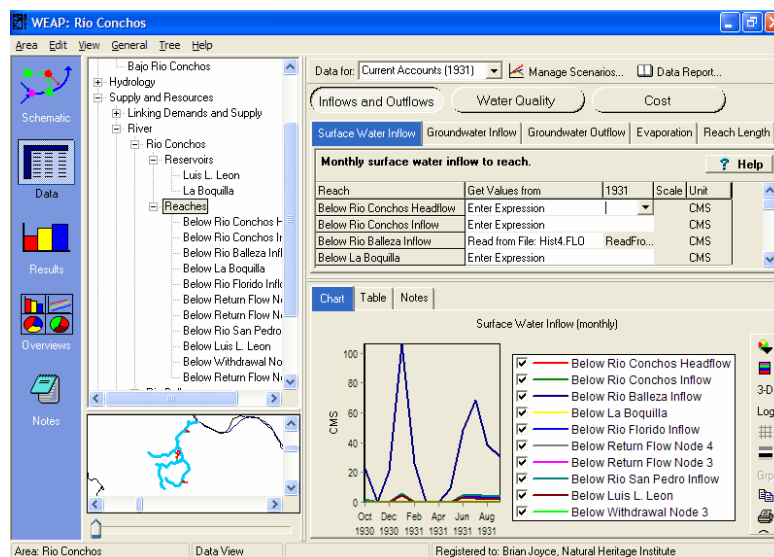 WEAP: Rio Conchos
Area Edit View General Tree Help
Schematic
Data
Results
Overviews
Notes
Bajo Rio Conchos
Hydrology
Supply and Resources
Linking Demands and Supply
River
Rio Conchos
Reservoirs
Luis L. Leon
La Boquilla
Reaches
Below Rio Conchos H
Below Rio Conchos In
Below Rio Balleza Infl
Below La Boquilla
Below Rio Florido Inflo
Below Return Flow No
Below Return Flow No
Below Rio San Pedro
Below Luis L. Leon
Below Withdrawal No
Below Return Flow N
Data for: Current Accounts (1931) Manage Scenarios... Data Report...
Inflows and Outflows Water Quality Cost
Surface Water Inflow Groundwater Inflow Groundwater Outflow Evaporation Reach Length
Monthly surface water inflow to reach. ? Help
Reach Get Values from 1931 Scale Unit
Below Rio Conchos Headflow Enter Expression CMS
Below Rio Conchos Inflow Enter Expression CMS
Below Rio Balleza Inflow Read from File: Hist4.FLO ReadFro... CMS
Below La Boquilla Enter Expression CMS
Chart Table Notes
Surface Water Inflow (monthly)
100
80
60
40
20
0
CMS
Oct Dec Feb Apr Jun Aug
1930 1930 1931 1931 1931 1931
Below Rio Conchos Headflow
Below Rio Conchos Inflow
Below Rio Balleza Inflow
Below La Boquilla
Below Rio Florido Inflow
Below Return Flow Node 4
Below Return Flow Node 3
Below Rio San Pedro Inflow
Below Luis L. Leon
Below Withdrawal Node 3
3-D
Log
Grp
Area: Rio Conchos Data View Registered to: Brian Joyce, Natural Heritage Institute